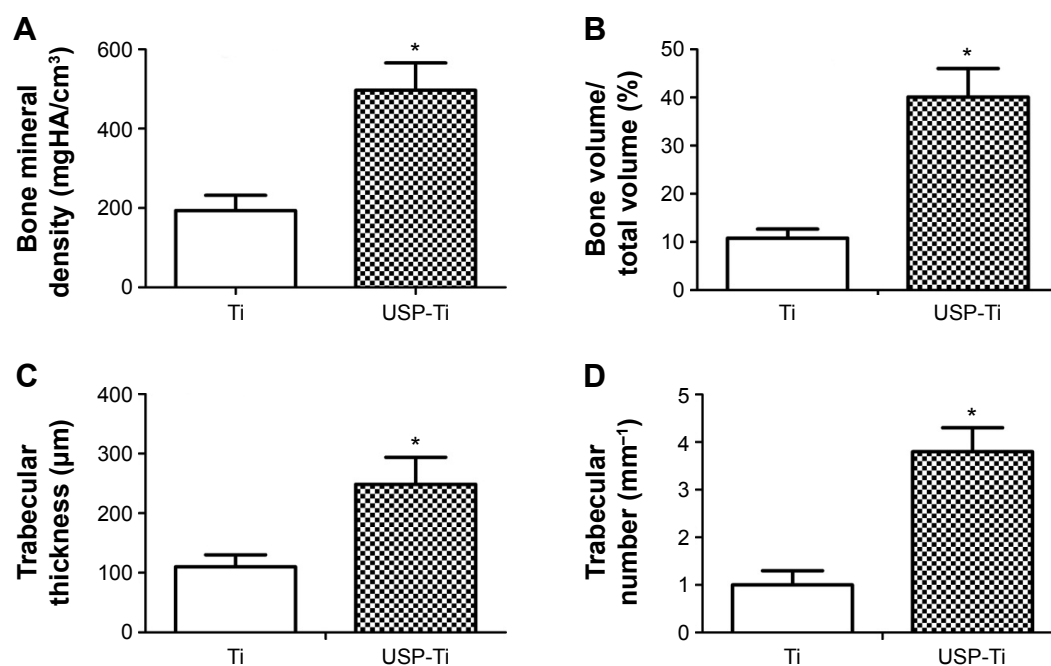 A
Bone mineral
density (mgHA/cm³)
600
400
200
0
*
Ti
USP-Ti
B
Bone volume/
total volume (%)
50
40
30
20
10
0
*
Ti
USP-Ti
C
Trabecular
thickness (µm)
400
300
200
100
0
*
Ti
USP-Ti
D
Trabecular
number (mm⁻¹)
5
4
3
2
1
0
*
Ti
USP-Ti